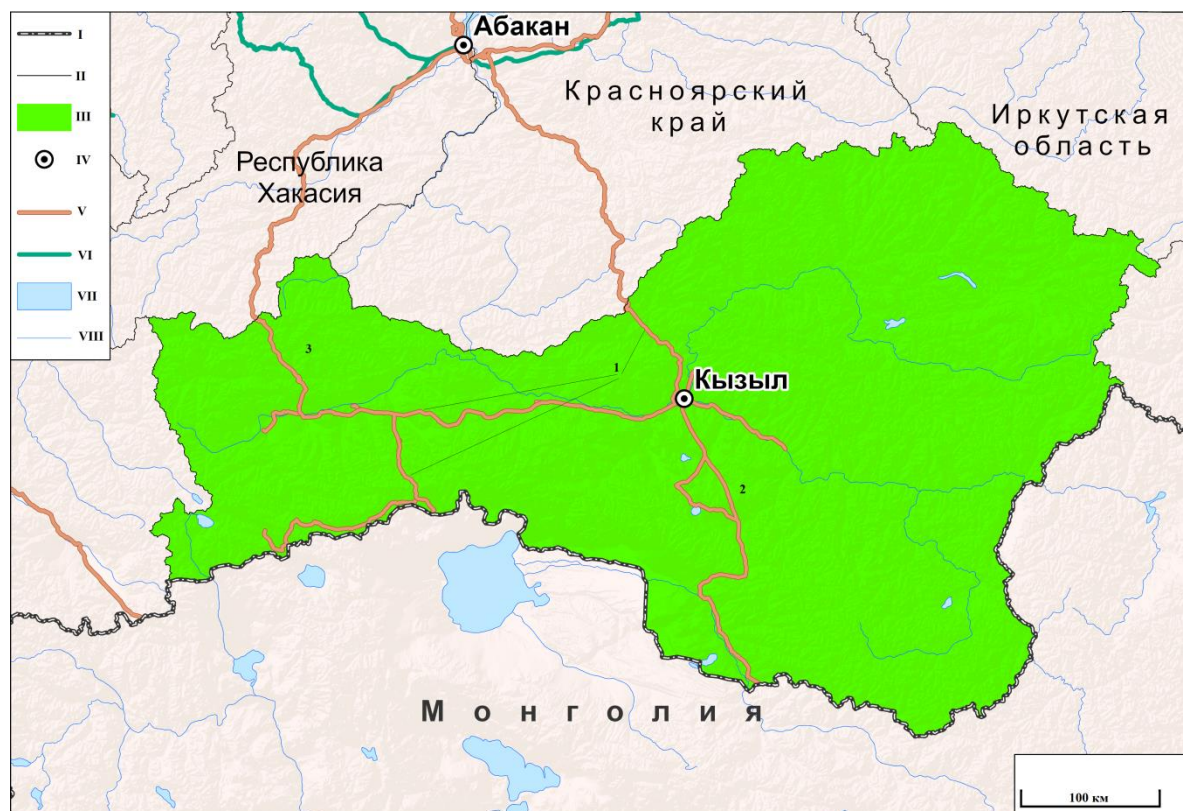 I
II
III
IV
V
VI
VII
VIII
Абакан
Красноярский
край
Иркутская
область
Республика
Хакасия
3
1
Кызыл
2
Монголия
100 км